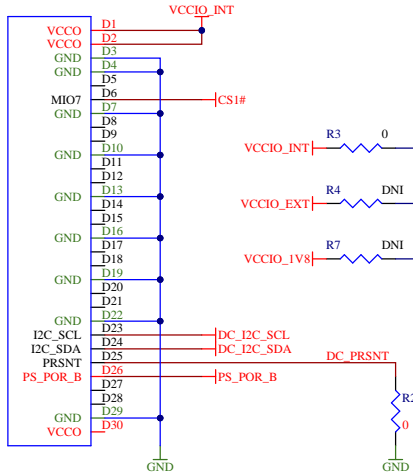 VCCIO_INT
VCCO D1
VCCO D2
GND D3
GND D4
D5
MIO7 D6 CS1#
GND D7
D8
D9
GND D10
D11
D12
GND D13
D14
D15
GND D16
D17
D18
GND D19
D20
D21
GND D22
I2C_SCL D23 DC_I2C_SCL
I2C_SDA D24 DC_I2C_SDA
PRSNT D25 DC_PRSNT
PS_POR_B D26 PS_POR_B
D27
D28
GND D29
VCCO D30
GND
R3 0
VCCIO_INT
R4 DNI
VCCIO_EXT
R7 DNI
VCCIO_1V8
0
GND